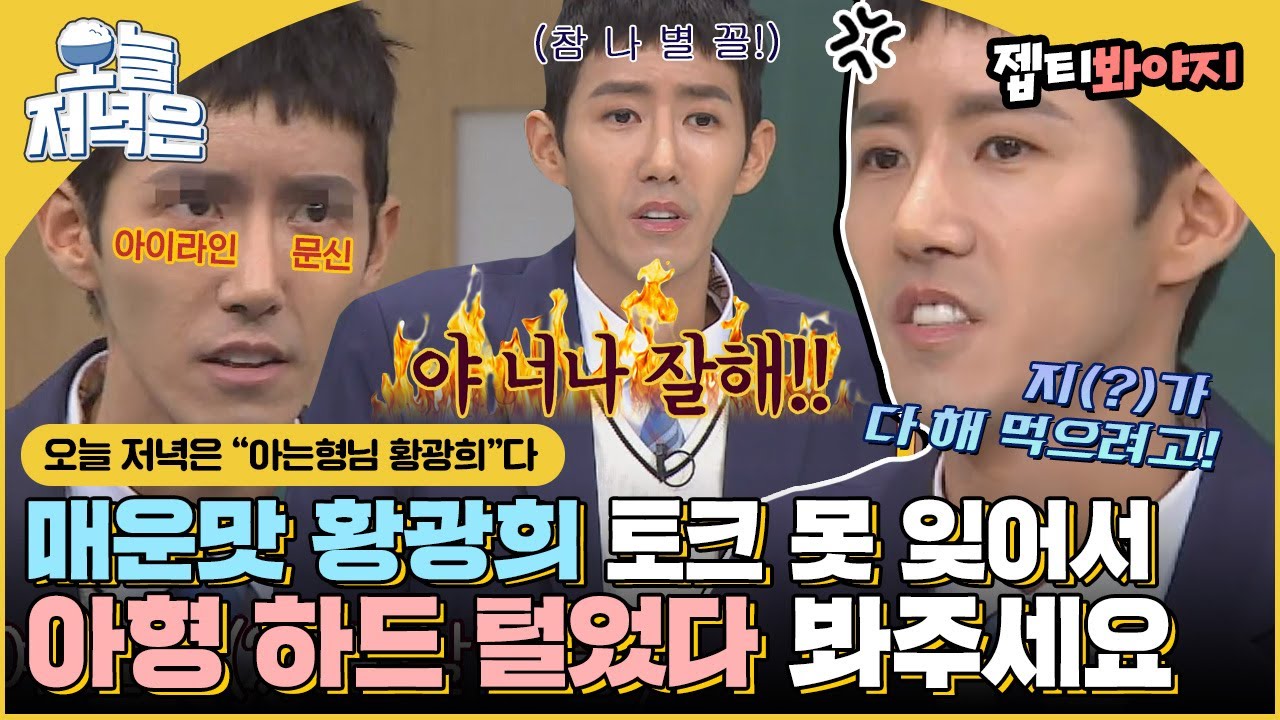 오늘
저녁은
(참 나 별 꼴!)
젭티봐야지
아이라인 문신
야 너나 잘해!!
지(?)가
다 해 먹으려고!
오늘 저녁은 “아는형님 황광희”다
매운맛 황광희 토크 못 잊어서
아형 하드 털었다 봐주세요